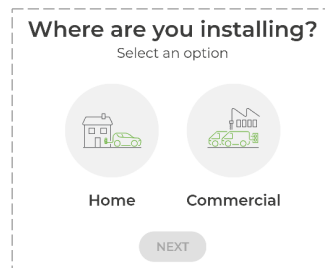 Where are you installing?
Select an option
Home
Commercial
NEXT